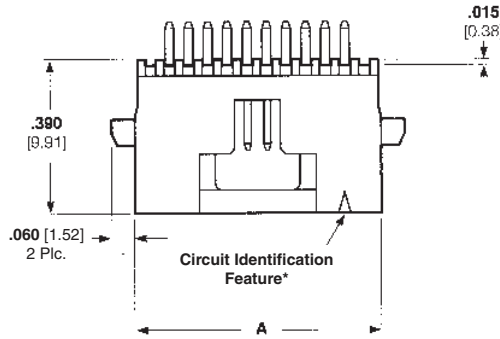 .015
[0.38
.390
[9.91]
.060 [1.52]
2 Plc.
Circuit Identification
Feature*
A